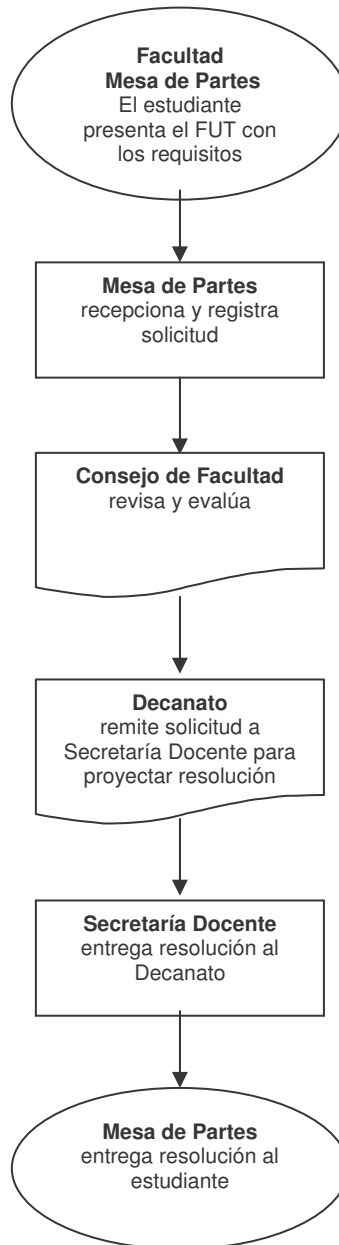 Facultad
Mesa de Partes
El estudiante
presenta el FUT con
los requisitos
Mesa de Partes
recepciona y registra
solicitud
Consejo de Facultad
revisa y evalúa
Decanato
remite solicitud a
Secretaría Docente para
proyectar resolución
Secretaría Docente
entrega resolución al
Decanato
Mesa de Partes
entrega resolución al
estudiante